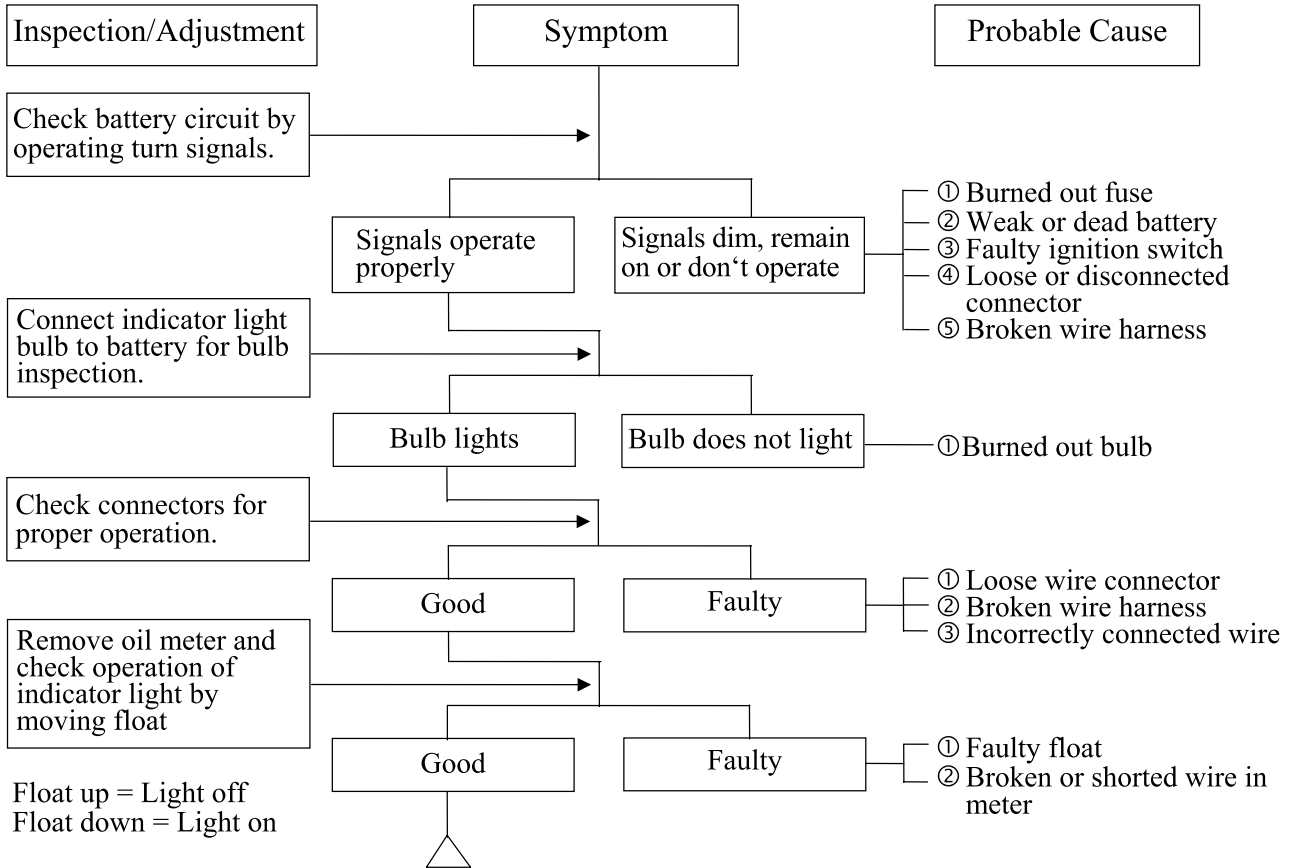 Inspection/Adjustment
Symptom
Probable Cause
Check battery circuit by
operating turn signals.
Signals operate
properly
Signals dim, remain
on or don‘t operate
① Burned out fuse
② Weak or dead battery
③ Faulty ignition switch
④ Loose or disconnected
connector
⑤ Broken wire harness
Connect indicator light
bulb to battery for bulb
inspection.
Bulb lights
Bulb does not light
①Burned out bulb
Check connectors for
proper operation.
Good
Faulty
① Loose wire connector
② Broken wire harness
③ Incorrectly connected wire
Remove oil meter and
check operation of
indicator light by
moving float
Good
Faulty
① Faulty float
② Broken or shorted wire in
meter
Float up = Light off
Float down = Light on